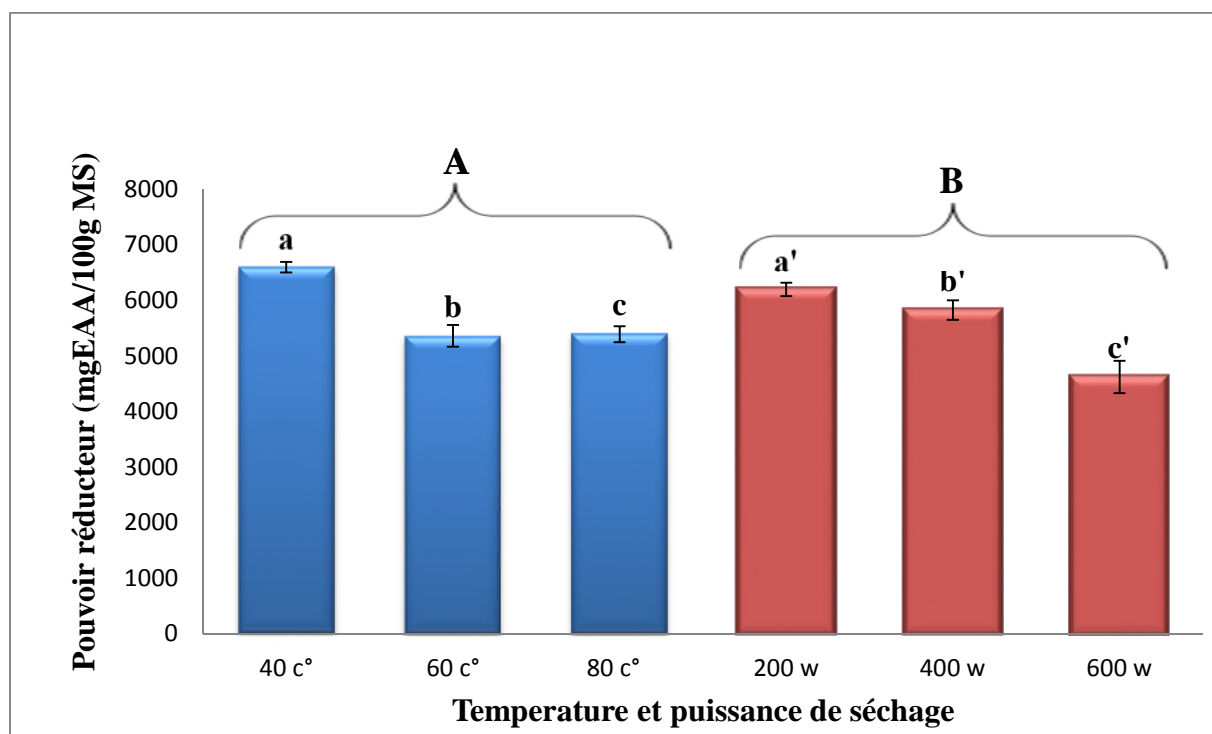 A
B
a
b
c
a'
b'
c'
Pouvoir réducteur (mgEAA/100g MS)
8000
7000
6000
5000
4000
3000
2000
1000
0
40 c°
60 c°
80 c°
200 w
400 w
600 w
Temperature et puissance de séchage